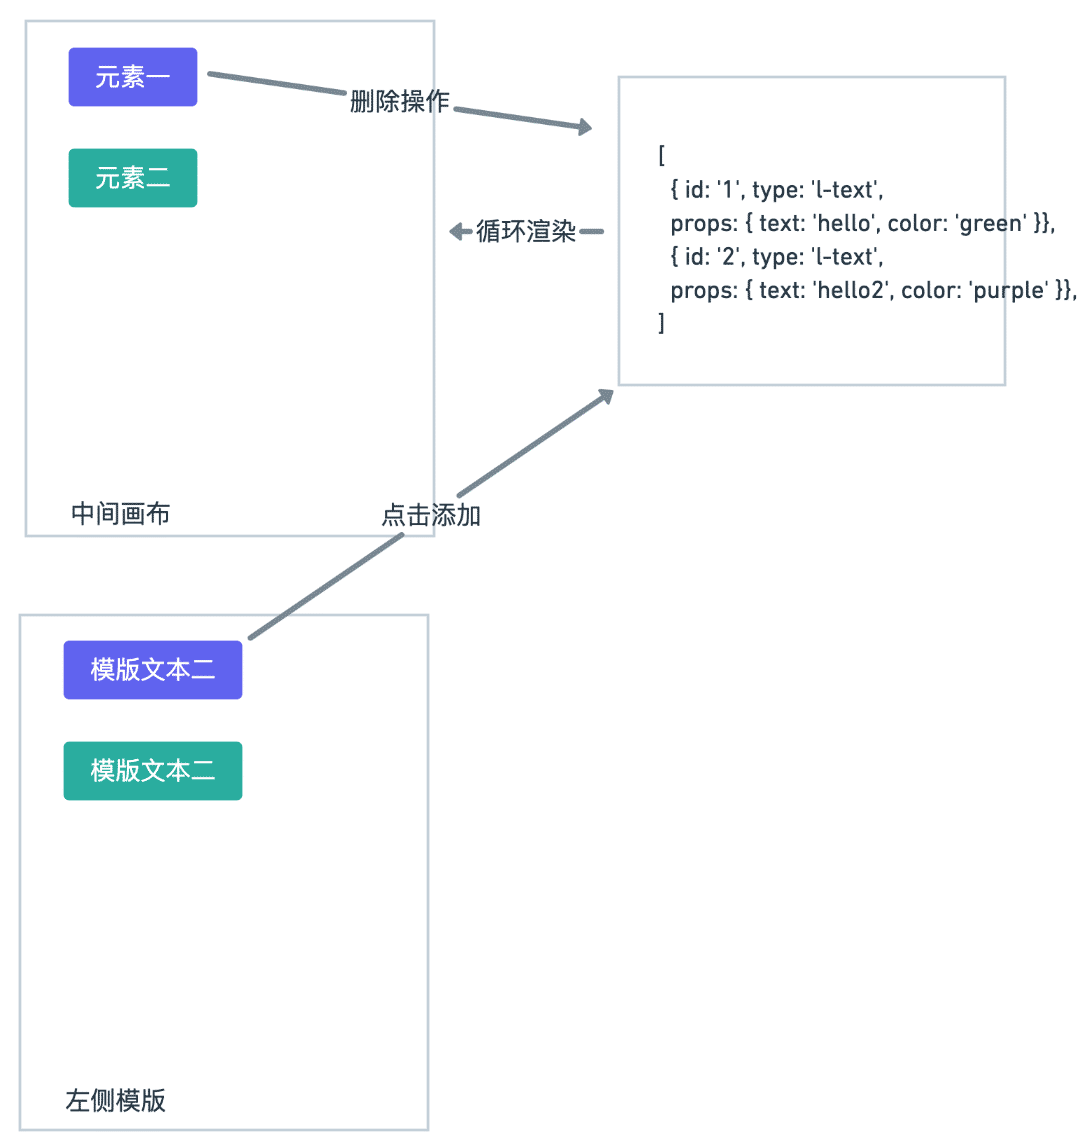 元素一
删除操作
元素二
循环渲染
[
{ id: '1', type: 'l-text',
props: { text: 'hello', color: 'green' }},
{ id: '2', type: 'l-text',
props: { text: 'hello2', color: 'purple' }},
]
中间画布
点击添加
模版文本二
模版文本二
左侧模版